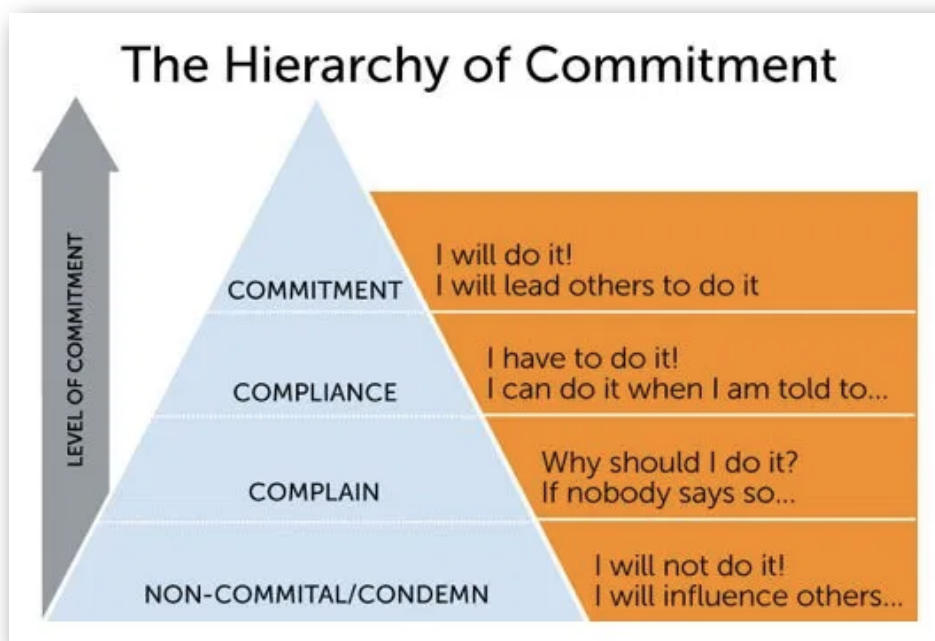 The Hierarchy of Commitment
LEVEL OF COMMITMENT
COMMITMENT
I will do it!
I will lead others to do it
COMPLIANCE
I have to do it!
I can do it when I am told to...
COMPLAIN
Why should I do it?
If nobody says so...
NON-COMMITAL/CONDEMN
I will not do it!
I will influence others...